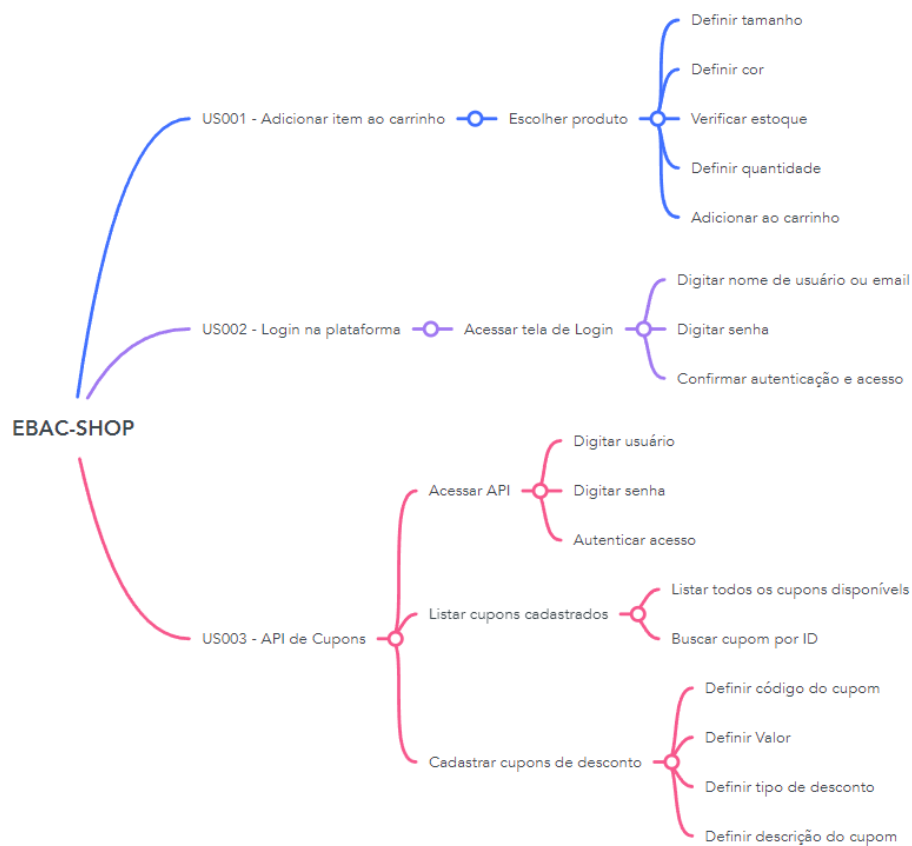 EBAC-SHOP
US001 - Adicionar item ao carrinho
Escolher produto
Definir tamanho
Definir cor
Verificar estoque
Definir quantidade
Adicionar ao carrinho
US002 - Login na plataforma
Acessar tela de Login
Digitar nome de usuário ou email
Digitar senha
Confirmar autenticação e acesso
US003 - API de Cupons
Acessar API
Digitar usuário
Digitar senha
Autenticar acesso
Listar cupons cadastrados
Listar todos os cupons disponívels
Buscar cupom por ID
Cadastrar cupons de desconto
Definir código do cupom
Definir Valor
Definir tipo de desconto
Definir descrição do cupom